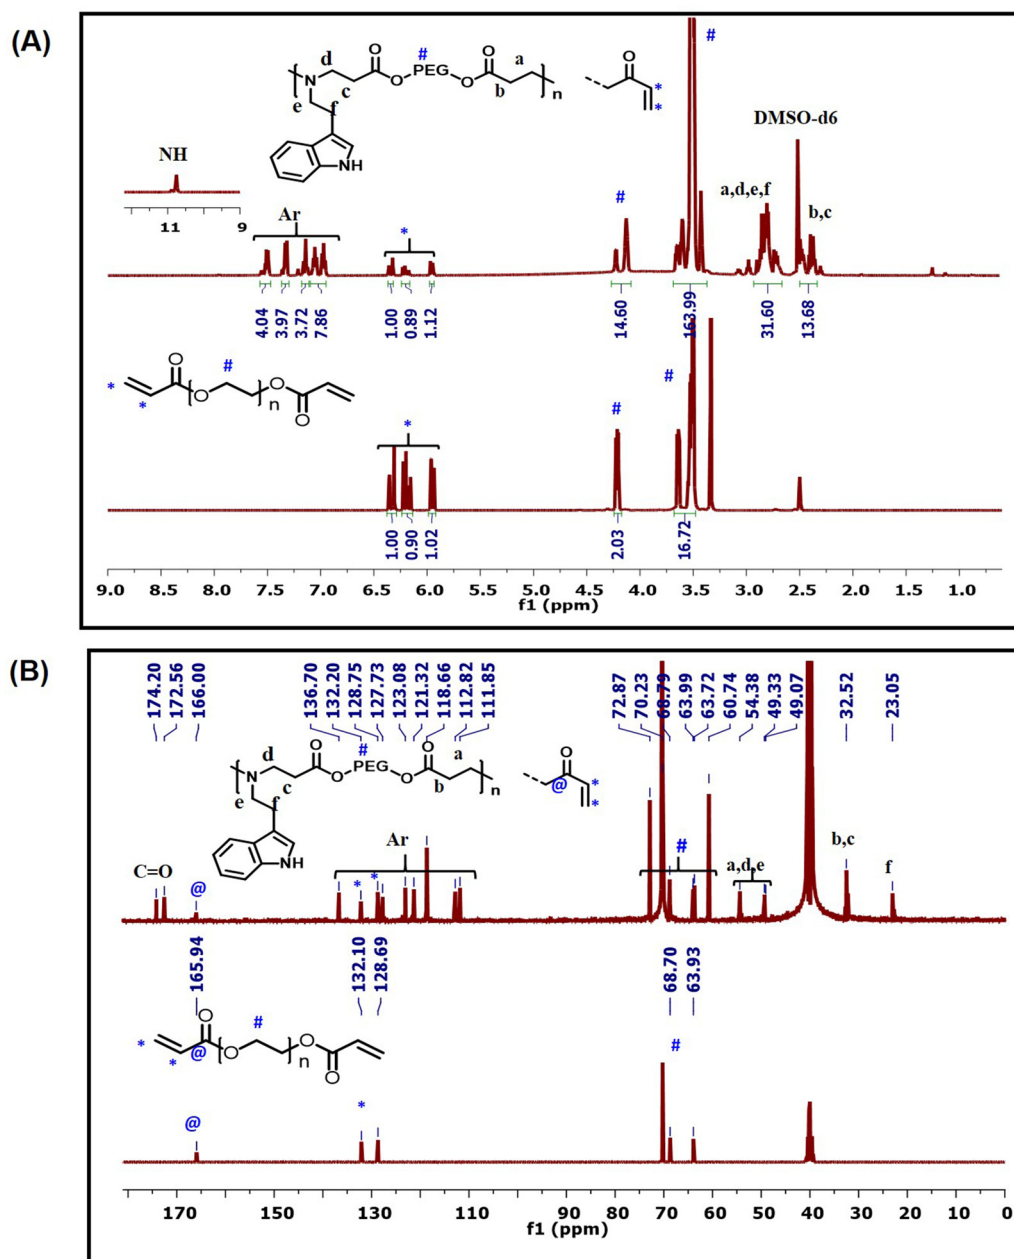 (A)
d
O
#
a
O
O
N
c
O
PEG
O
b
n
e
f
*
*
NH
DMSO-d6
NH
Ar
a,d,e,f
#
*
#
b,c
11
9
4.04
3.97
3.72
7.86
1.00
0.89
1.12
14.60
163.99
31.60
13.68
O
#
*
*
O
n
O
O
*
#
#
1.00
0.90
1.02
2.03
16.72
9.0 8.5 8.0 7.5 7.0 6.5 6.0 5.5 5.0 4.5 4.0 3.5 3.0 2.5 2.0 1.5 1.0
f1 (ppm)
(B)
174.20
172.56
166.00
136.70
132.20
128.75
127.73
123.08
121.32
118.66
112.82
111.85
72.87
70.23
68.79
63.99
63.72
60.74
54.38
49.33
49.07
32.52
23.05
d
O
#
O
a
O
N
c
O
PEG
O
b
n
@
*
*
e
f
NH
Ar
C=O
@
*
*
#
a,d,e
b,c
f
165.94
132.10
128.69
68.70
63.93
O
#
*
*
@
O
n
O
O
#
@
*
170 150 130 110 90 80 70 60 50 40 30 20 10 0
f1 (ppm)